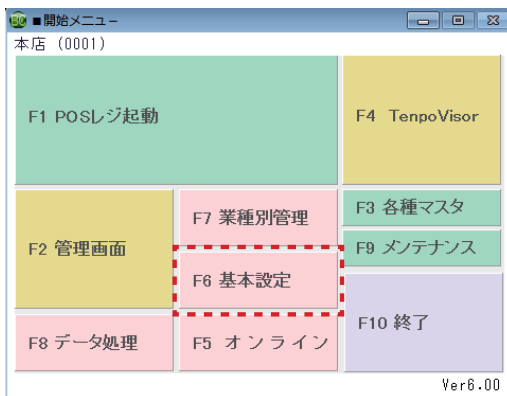 ■開始メニュー
本店 (0001)
F1 POSレジ起動
F4 TenpoVisor
F2 管理画面
F7 業種別管理
F3 各種マスタ
F9 メンテナンス
F6 基本設定
F10 終了
F8 データ処理
F5 オンライン
Ver6.00